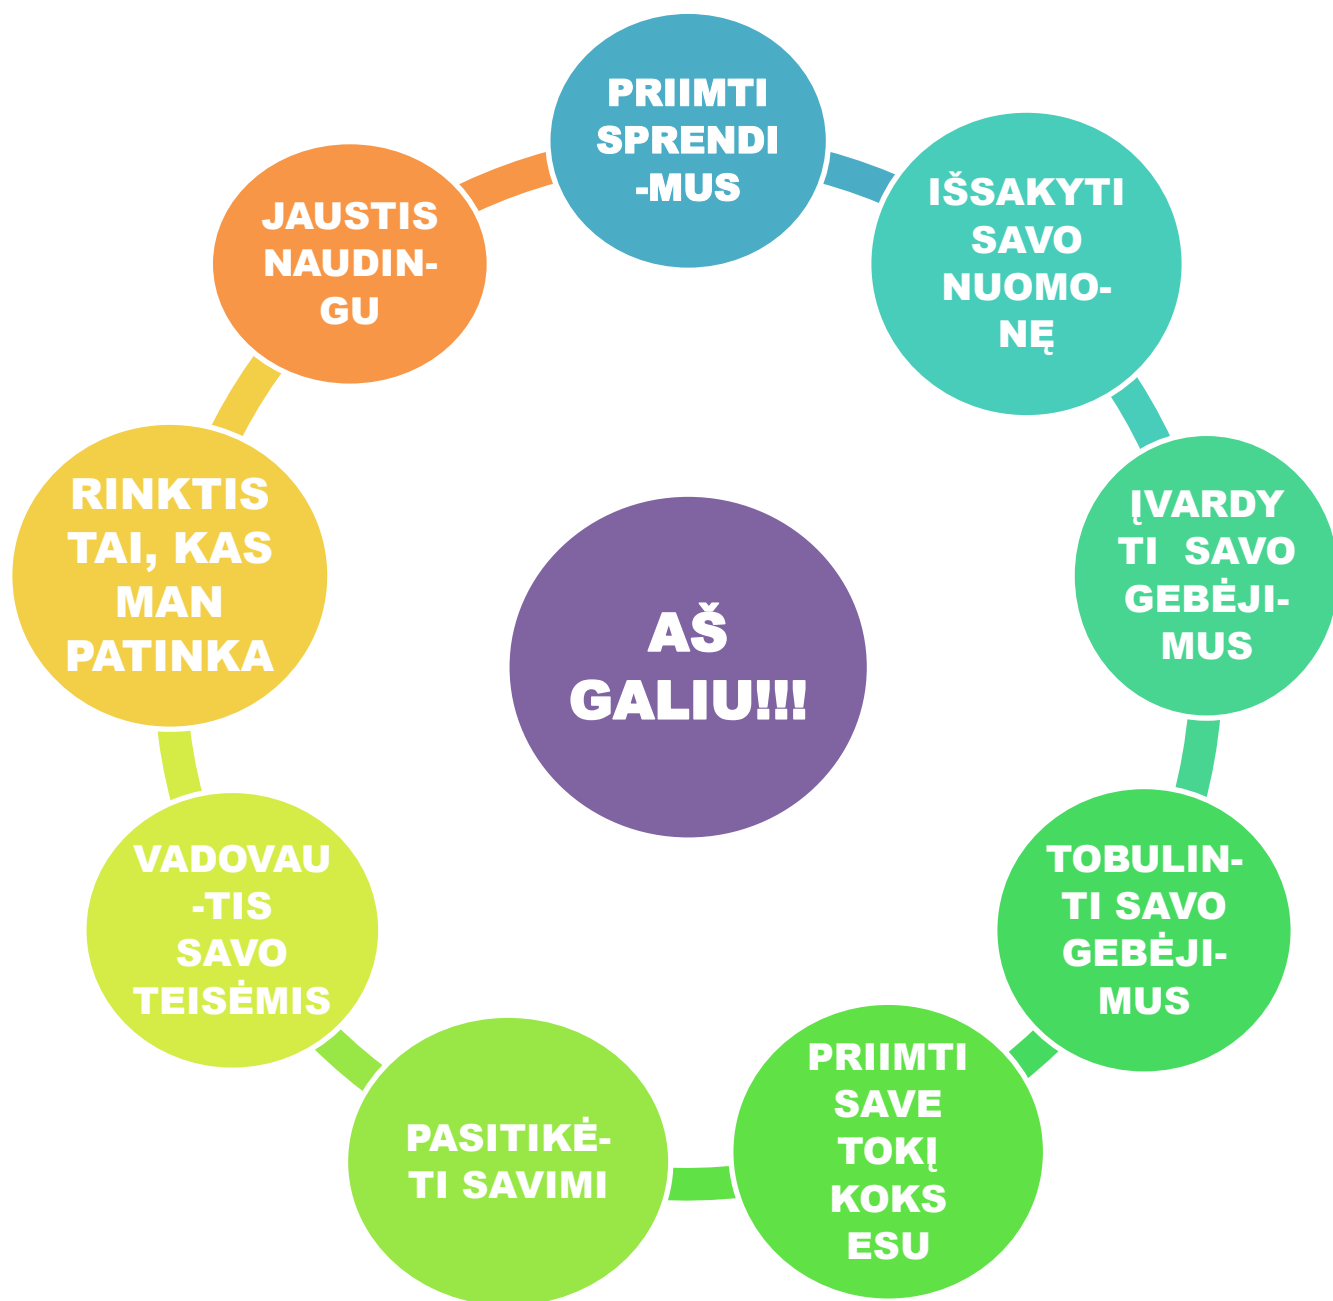 PRIIMTI
SPRENDI
-MUS
IŠSAKYTI
SAVO
NUOMO-
NĘ
ĮVARDY
TI  SAVO
GEBĖJI-
MUS
TOBULIN-
TI SAVO
GEBĖJI-
MUS
PRIIMTI
SAVE
TOKĮ
KOKS
ESU
PASITIKĖ-
TI SAVIMI
VADOVAU
-TIS
SAVO
TEISĖMIS
RINKTIS
TAI, KAS
MAN
PATINKA
JAUSTIS
NAUDIN-
GU
AŠ
GALIU!!!